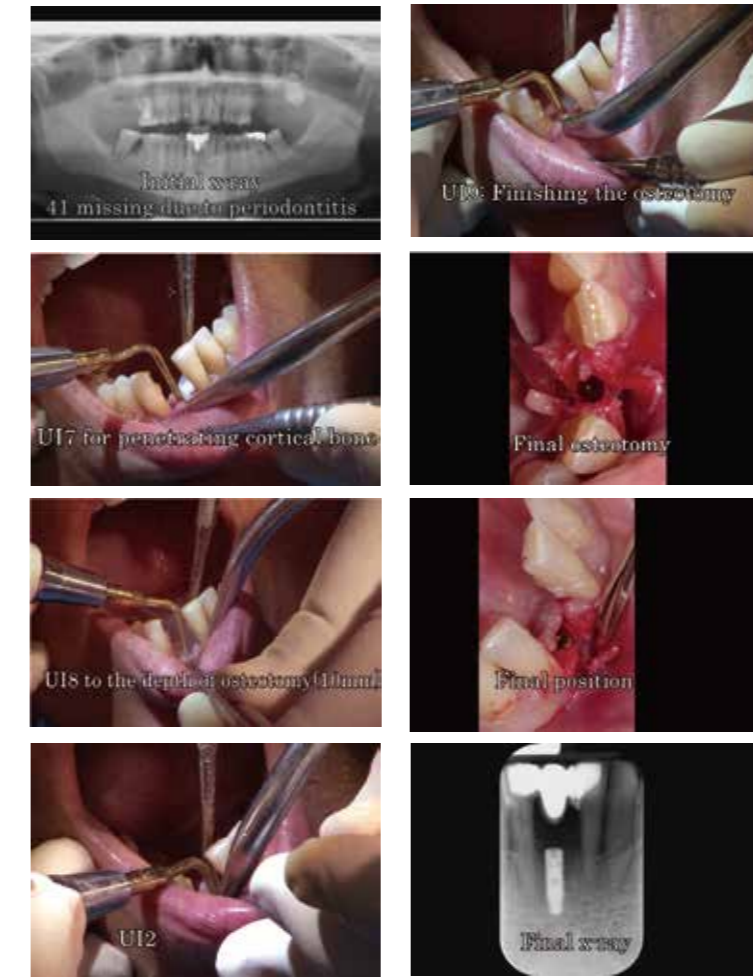 Initial x-ray
41 missing due to periodontitis
UI7 for penetrating cortical bone
UI8 to the depth of osteotomy(10mm)
UI2
UI9: Finishing the osteotomy
Final osteotomy
Final position
Final x-ray